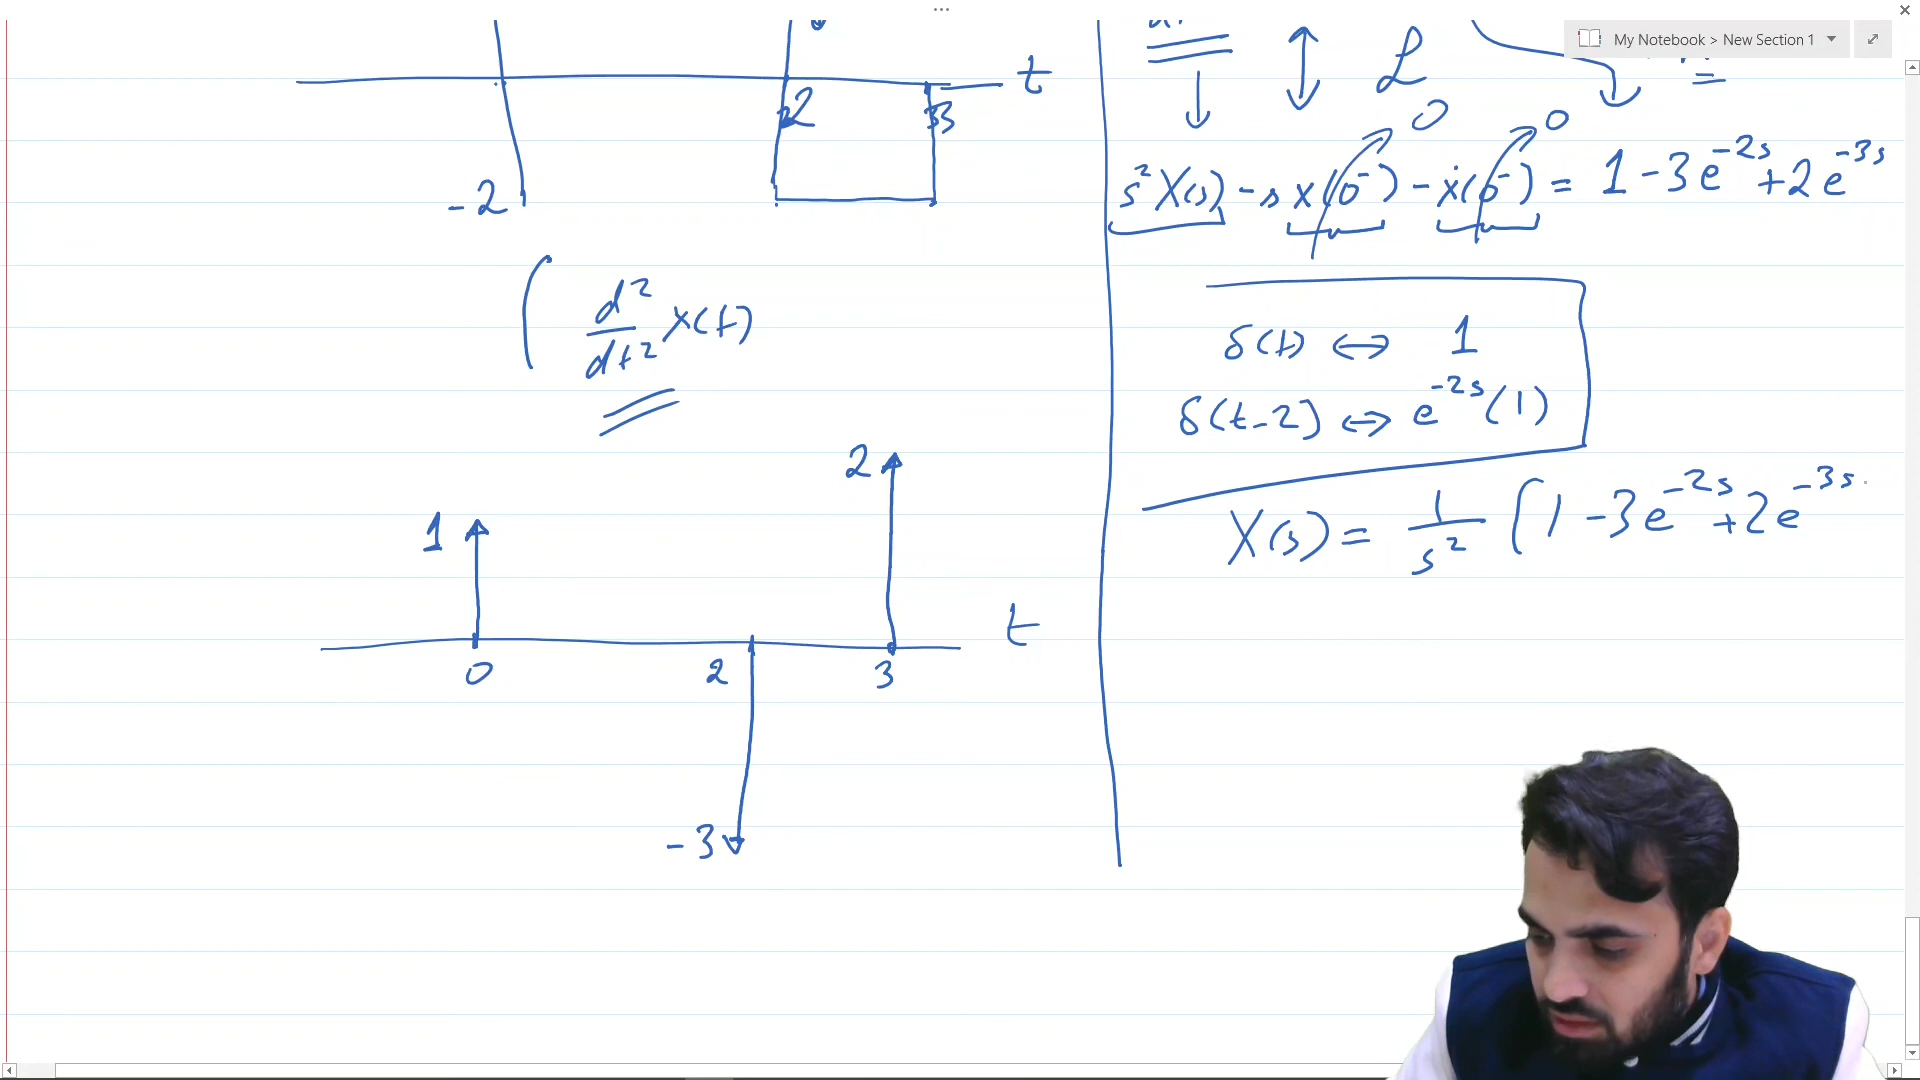 My Notebook > New Section 1
t
2
3
-2
d²/dt² x(t)
1
2
0
2
3
t
-3
ℒ
0
0
s²X(s) - s x(0⁻) - ẋ(0⁻) = 1 - 3e^{-2s} + 2e^{-3s}
δ(t) ↔ 1
δ(t-2) ↔ e^{-2s}(1)
X(s) = 1/s² (1 - 3e^{-2s} + 2e^{-3s}